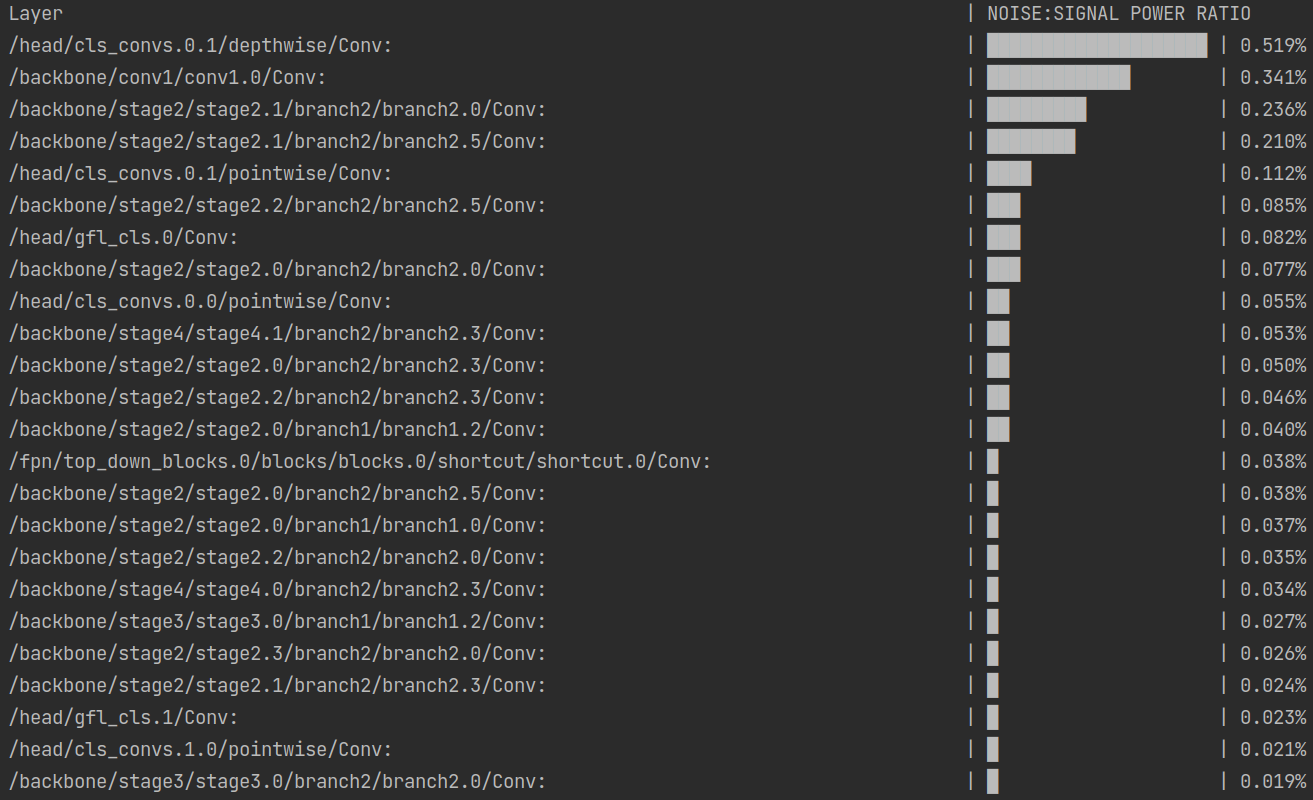 Layer | NOISE:SIGNAL POWER RATIO
/head/cls_convs.0.1/depthwise/Conv: | | 0.519%
/backbone/conv1/conv1.0/Conv: | | 0.341%
/backbone/stage2/stage2.1/branch2/branch2.0/Conv: | | 0.236%
/backbone/stage2/stage2.1/branch2/branch2.5/Conv: | | 0.210%
/head/cls_convs.0.1/pointwise/Conv: | | 0.112%
/backbone/stage2/stage2.2/branch2/branch2.5/Conv: | | 0.085%
/head/gfl_cls.0/Conv: | | 0.082%
/backbone/stage2/stage2.0/branch2/branch2.0/Conv: | | 0.077%
/head/cls_convs.0.0/pointwise/Conv: | | 0.055%
/backbone/stage4/stage4.1/branch2/branch2.3/Conv: | | 0.053%
/backbone/stage2/stage2.0/branch2/branch2.3/Conv: | | 0.050%
/backbone/stage2/stage2.2/branch2/branch2.3/Conv: | | 0.046%
/backbone/stage2/stage2.0/branch1/branch1.2/Conv: | | 0.040%
/fpn/top_down_blocks.0/blocks/blocks.0/shortcut/shortcut.0/Conv: | | 0.038%
/backbone/stage2/stage2.0/branch2/branch2.5/Conv: | | 0.038%
/backbone/stage2/stage2.0/branch1/branch1.0/Conv: | | 0.037%
/backbone/stage2/stage2.2/branch2/branch2.0/Conv: | | 0.035%
/backbone/stage4/stage4.0/branch2/branch2.3/Conv: | | 0.034%
/backbone/stage3/stage3.0/branch1/branch1.2/Conv: | | 0.027%
/backbone/stage2/stage2.3/branch2/branch2.0/Conv: | | 0.026%
/backbone/stage2/stage2.1/branch2/branch2.3/Conv: | | 0.024%
/head/gfl_cls.1/Conv: | | 0.023%
/head/cls_convs.1.0/pointwise/Conv: | | 0.021%
/backbone/stage3/stage3.0/branch2/branch2.0/Conv: | | 0.019%